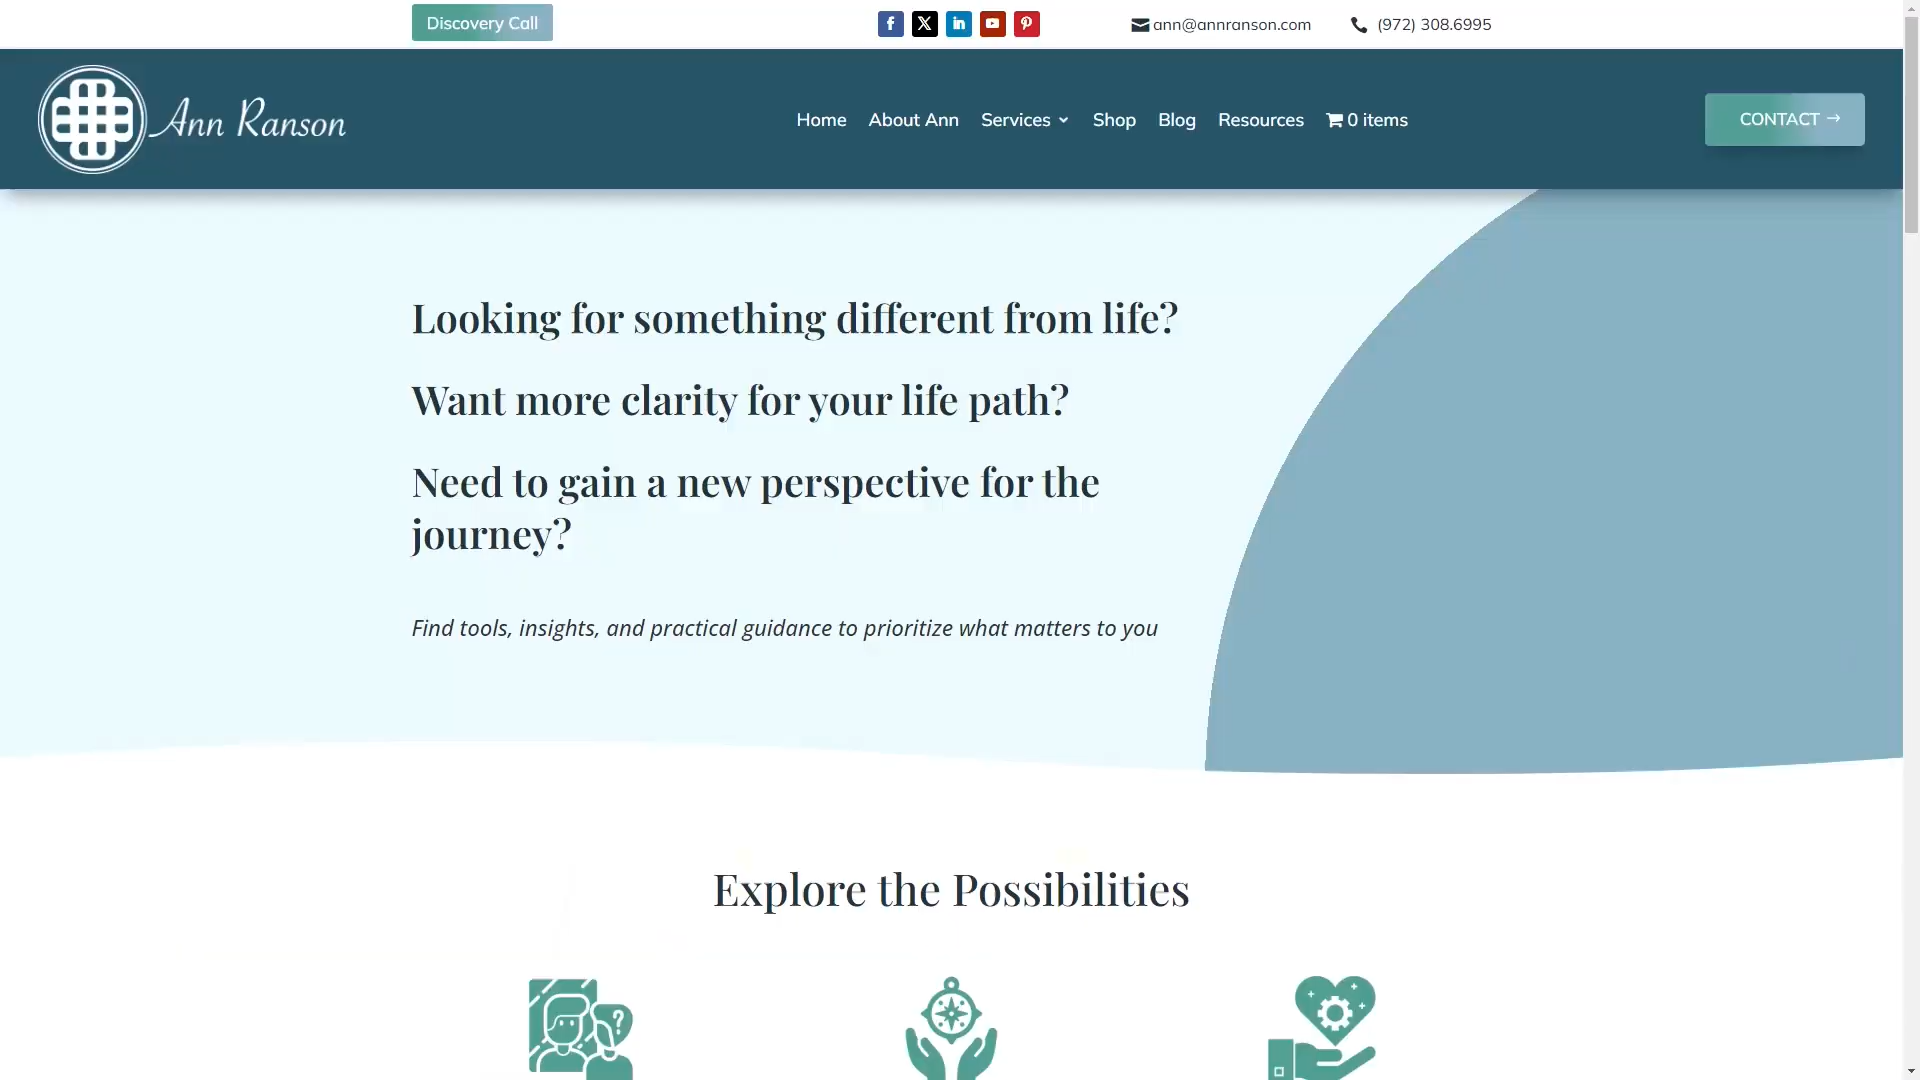 Discovery Call
ann@annranson.com
(972) 308.6995
Ann Ranson
Home
About Ann
Services
Shop
Blog
Resources
0 items
CONTACT
Looking for something different from life?
Want more clarity for your life path?
Need to gain a new perspective for the
journey?
Find tools, insights, and practical guidance to prioritize what matters to you
Explore the Possibilities